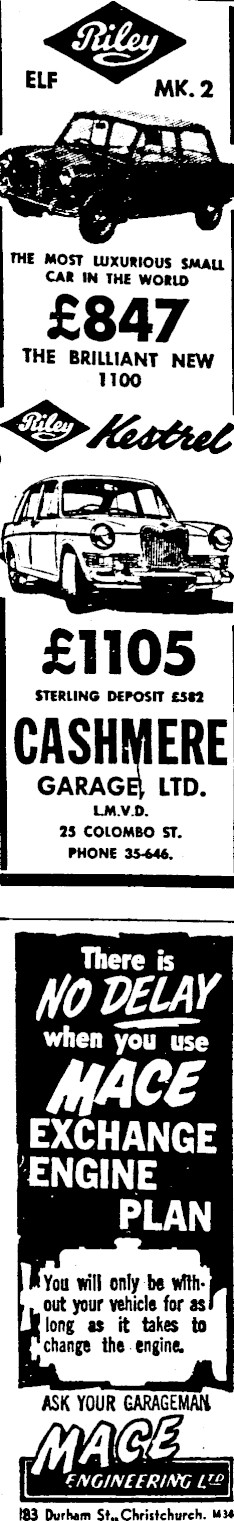 Riley
ELF
MK. 2
THE MOST LUXURIOUS SMALL
CAR IN THE WORLD
£847
THE BRILLIANT NEW
1100
Riley Kestrel
£1105
STERLING DEPOSIT £582
CASHMERE
GARAGE, LTD.
L.M.V.D.
25 COLOMBO ST.
PHONE 35-646.
There is
NO DELAY
when you use
MACE
EXCHANGE
ENGINE
PLAN
You will only be with-
out your vehicle for as
long as it takes to
change the engine.
ASK YOUR GARAGEMAN
MACE
ENGINEERING LTD
183 Durham St., Christchurch. M34